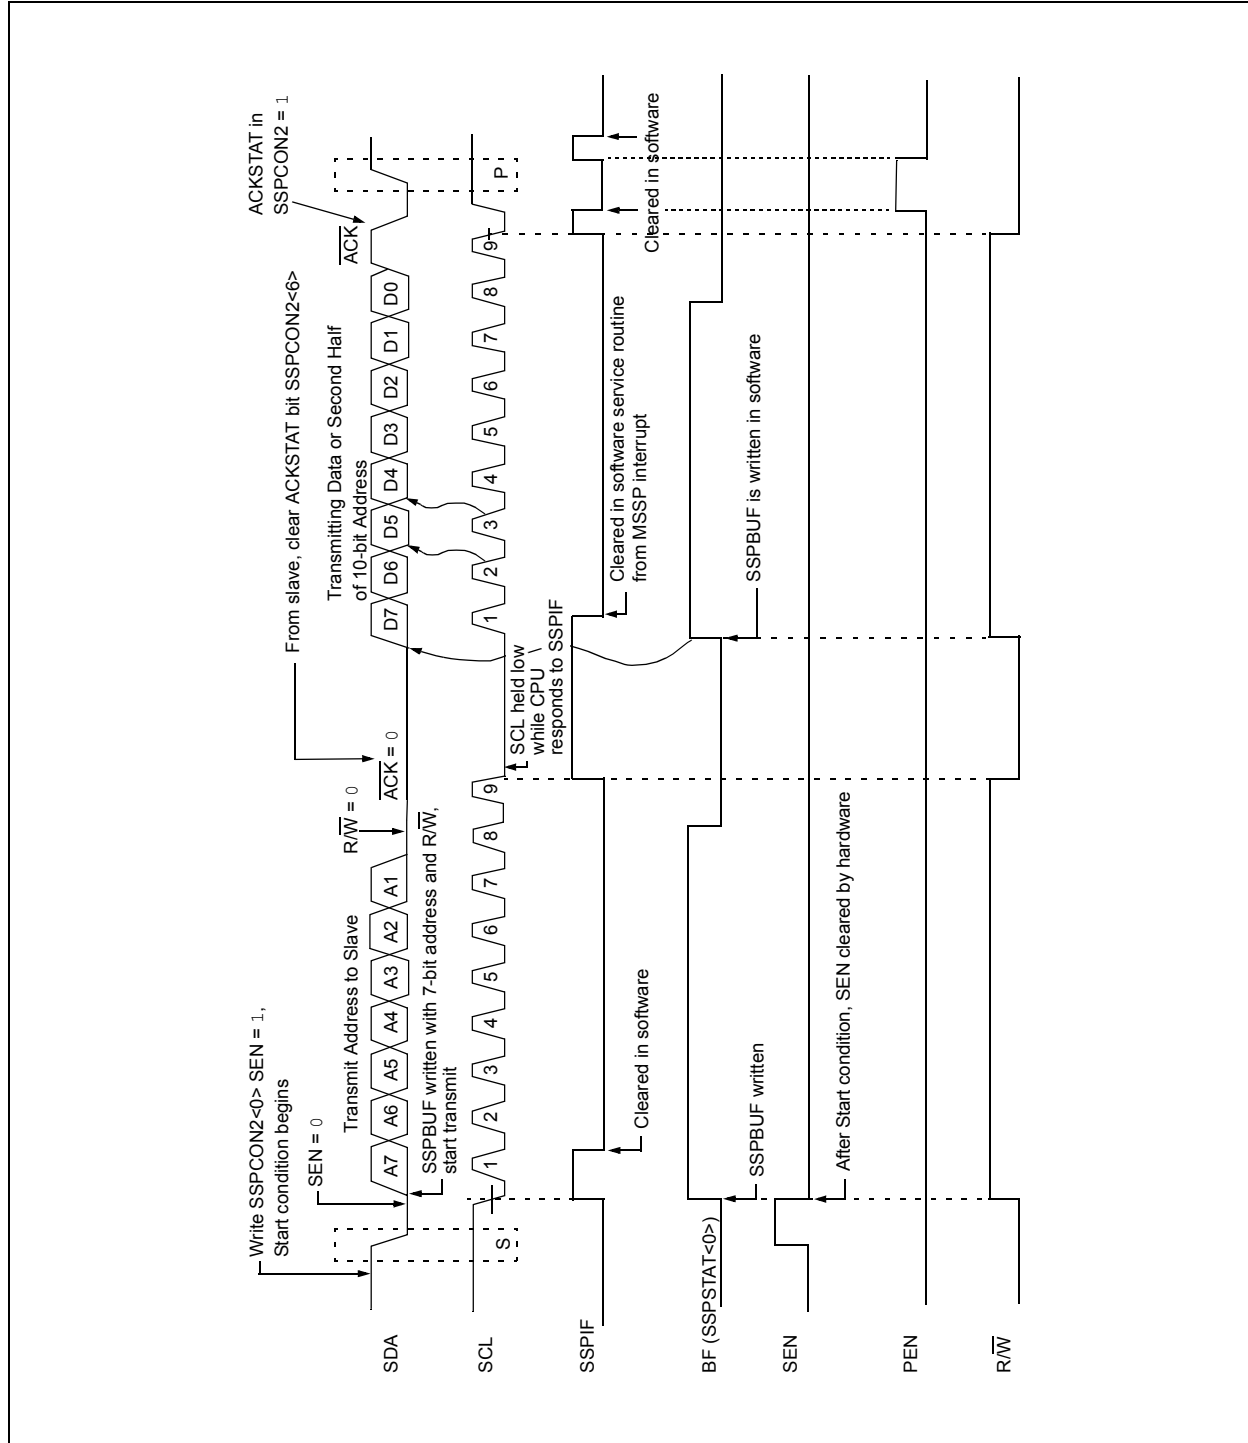 Write SSPCON2<0> SEN = 1,
Start condition begins
From slave, clear ACKSTAT bit SSPCON2<6>
ACKSTAT in
SSPCON2 = 1
SEN = 0
Transmit Address to Slave
R/W = 0
ACK = 0
Transmitting Data or Second Half
of 10-bit Address
ACK
SDA
A7 A6 A5 A4 A3 A2 A1
D7 D6 D5 D4 D3 D2 D1 D0
SSPBUF written with 7-bit address and R/W,
start transmit
SCL
S
1 2 3 4 5 6 7 8 9
1 2 3 4 5 6 7 8 9
P
SCL held low
while CPU
responds to SSPIF
SSPIF
Cleared in software
Cleared in software service routine
from MSSP interrupt
Cleared in software
BF (SSPSTAT<0>)
SSPBUF written
SSPBUF is written in software
SEN
After Start condition, SEN cleared by hardware
PEN
R/W